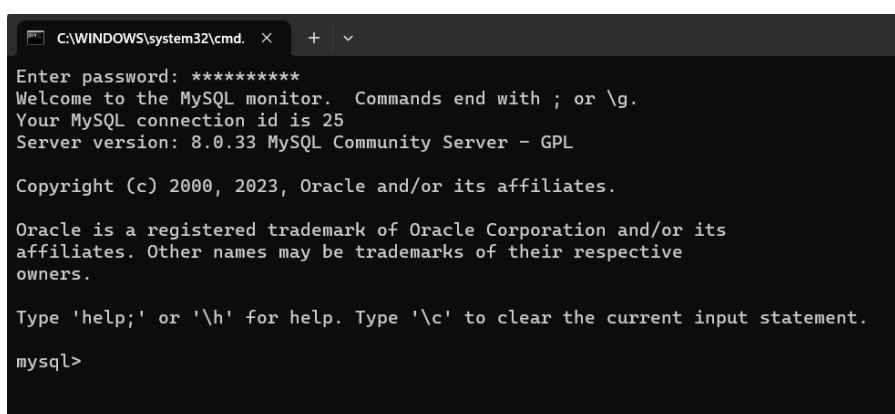 C:\WINDOWS\system32\cmd.
Enter password: **********
Welcome to the MySQL monitor.  Commands end with ; or \g.
Your MySQL connection id is 25
Server version: 8.0.33 MySQL Community Server - GPL
Copyright (c) 2000, 2023, Oracle and/or its affiliates.
Oracle is a registered trademark of Oracle Corporation and/or its
affiliates. Other names may be trademarks of their respective
owners.
Type 'help;' or '\h' for help. Type '\c' to clear the current input statement.
mysql>